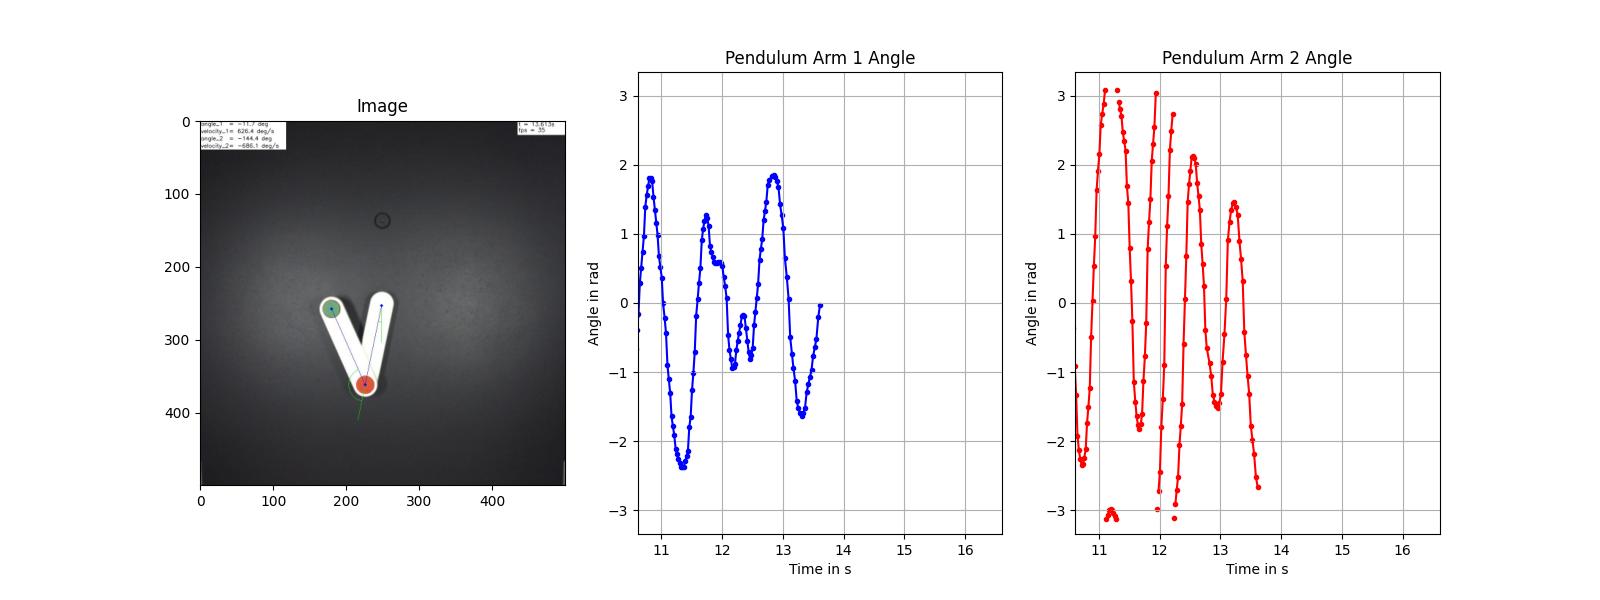 Image
0
100
200
300
400
0
100
200
300
400
angle_1 = -11.7 deg
velocity_1= 626.4 deg/s
angle_2 = -144.4 deg
velocity_2= -686.1 deg/s
t = 13.613s
fps = 35
Pendulum Arm 1 Angle
Angle in rad
3
2
1
0
−1
−2
−3
11
12
13
14
15
16
Time in s
Pendulum Arm 2 Angle
Angle in rad
3
2
1
0
−1
−2
−3
11
12
13
14
15
16
Time in s